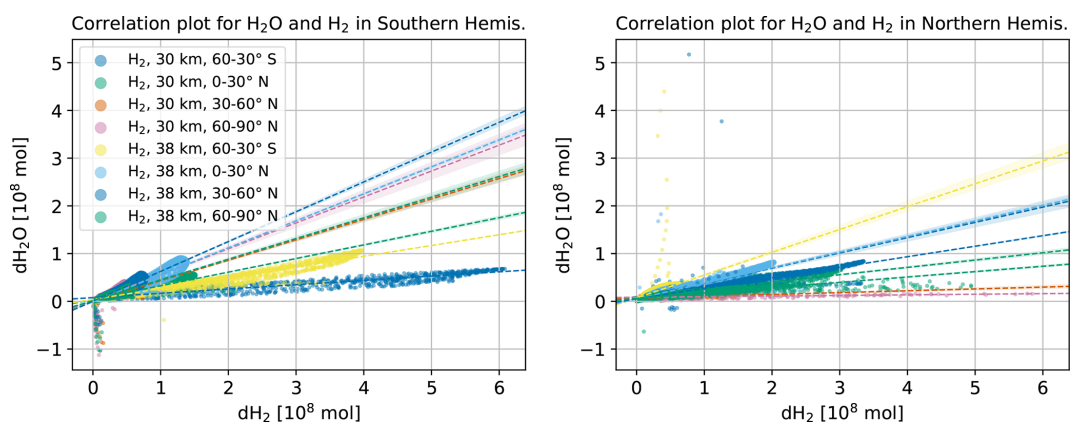 Correlation plot for H₂O and H₂ in Southern Hemis.
5
4
3
2
1
0
−1
dH₂O [10⁸ mol]
H₂, 30 km, 60-30° S
H₂, 30 km, 0-30° N
H₂, 30 km, 30-60° N
H₂, 30 km, 60-90° N
H₂, 38 km, 60-30° S
H₂, 38 km, 0-30° N
H₂, 38 km, 30-60° N
H₂, 38 km, 60-90° N
0 1 2 3 4 5 6
dH₂ [10⁸ mol]
Correlation plot for H₂O and H₂ in Northern Hemis.
5
4
3
2
1
0
−1
dH₂O [10⁸ mol]
0 1 2 3 4 5 6
dH₂ [10⁸ mol]